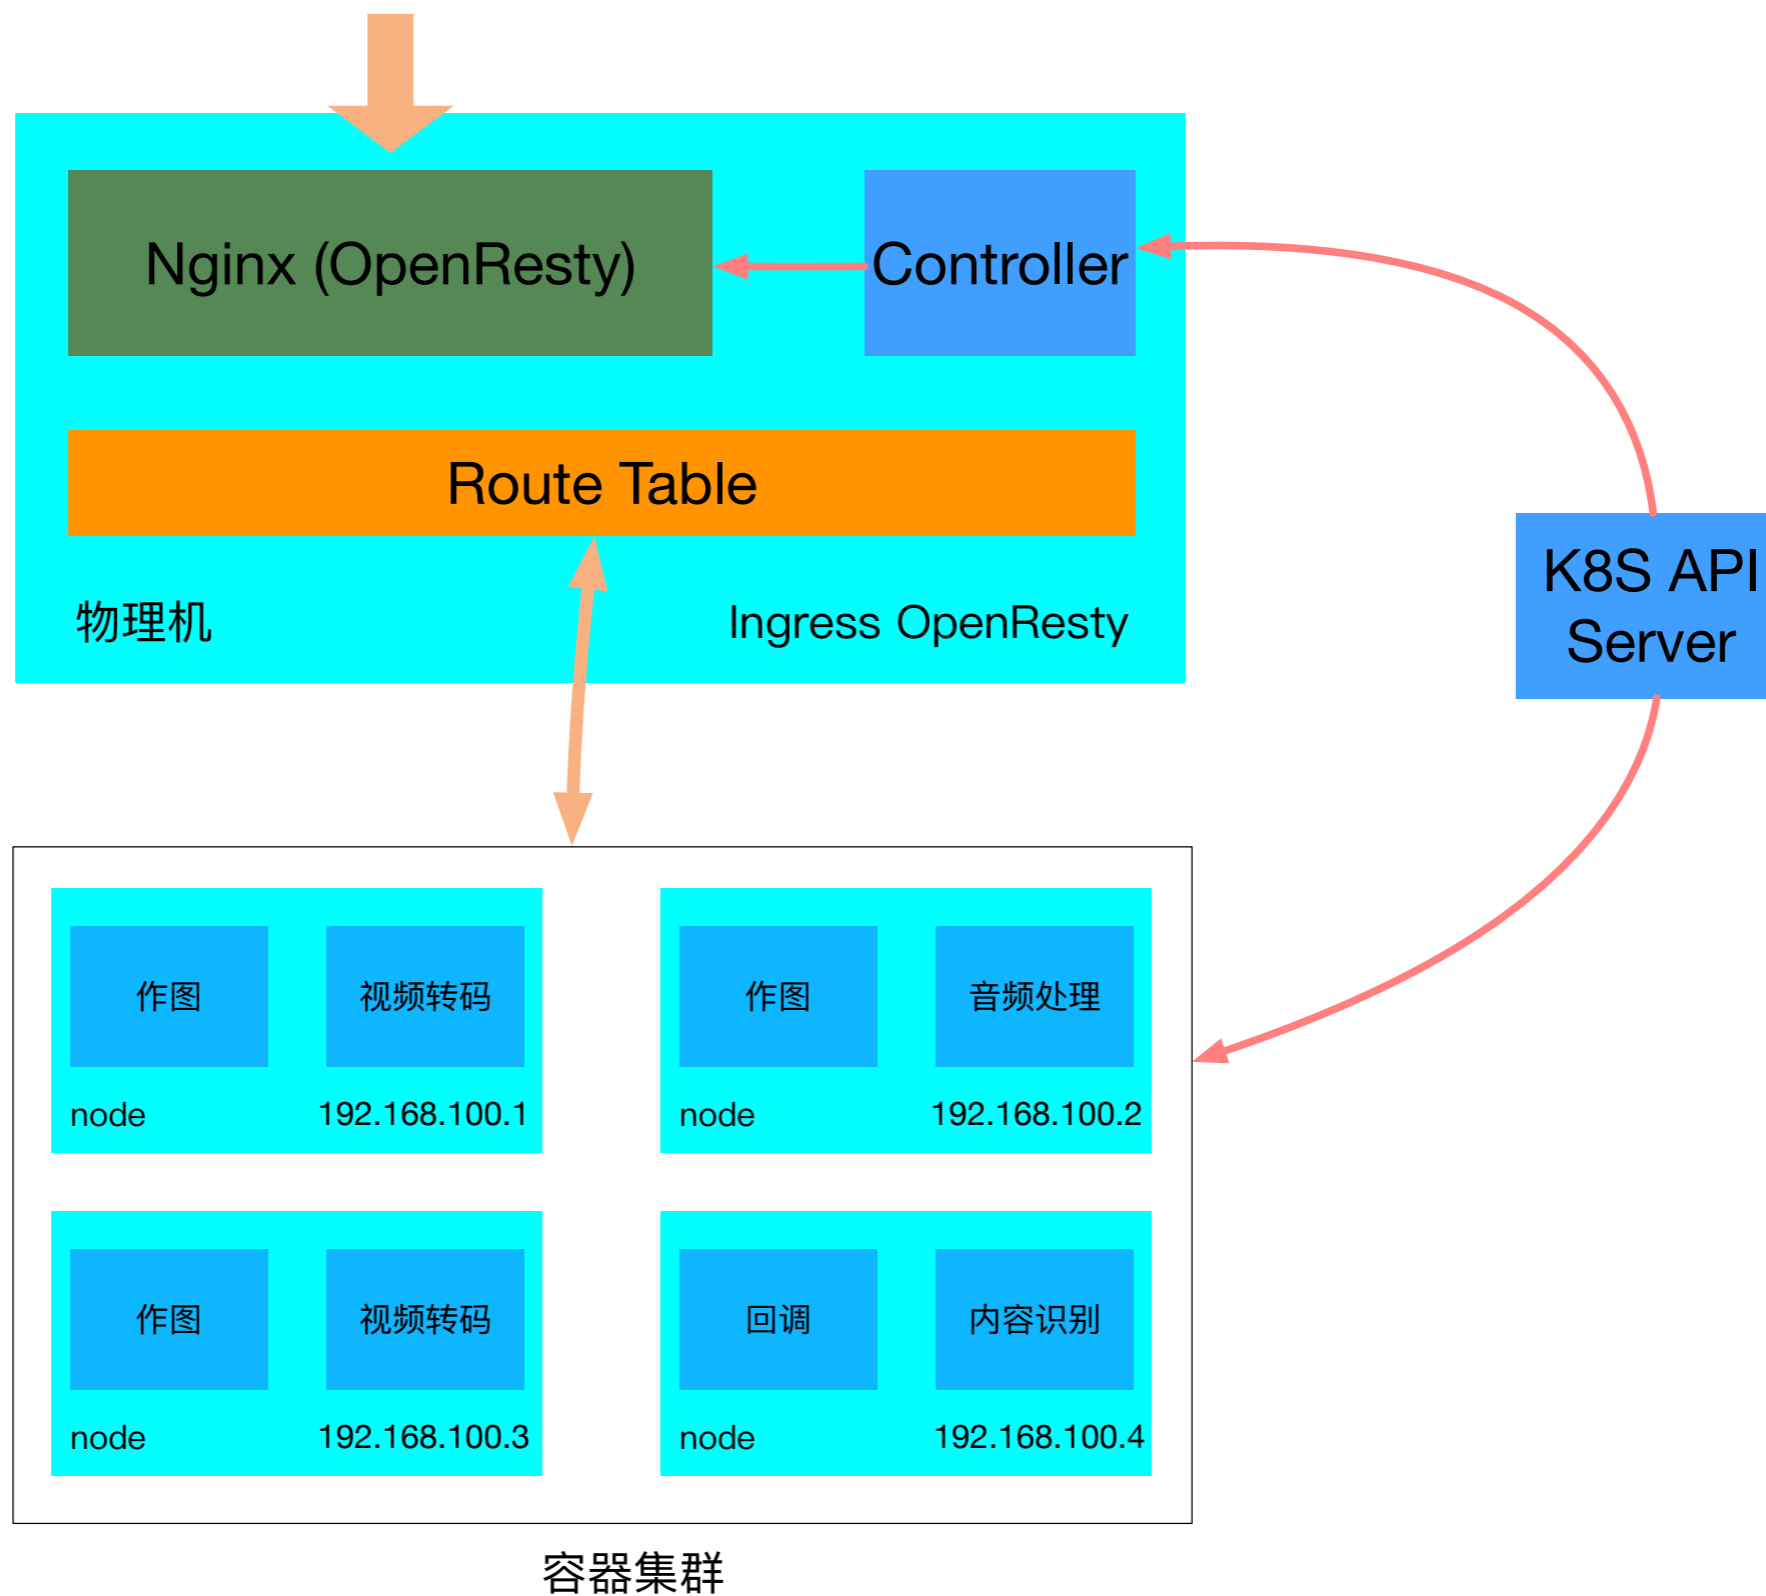 Nginx (OpenResty)
Controller
Route Table
物理机
Ingress OpenResty
K8S API
Server
作图
视频转码
node
192.168.100.1
作图
音频处理
node
192.168.100.2
作图
视频转码
node
192.168.100.3
回调
内容识别
node
192.168.100.4
容器集群